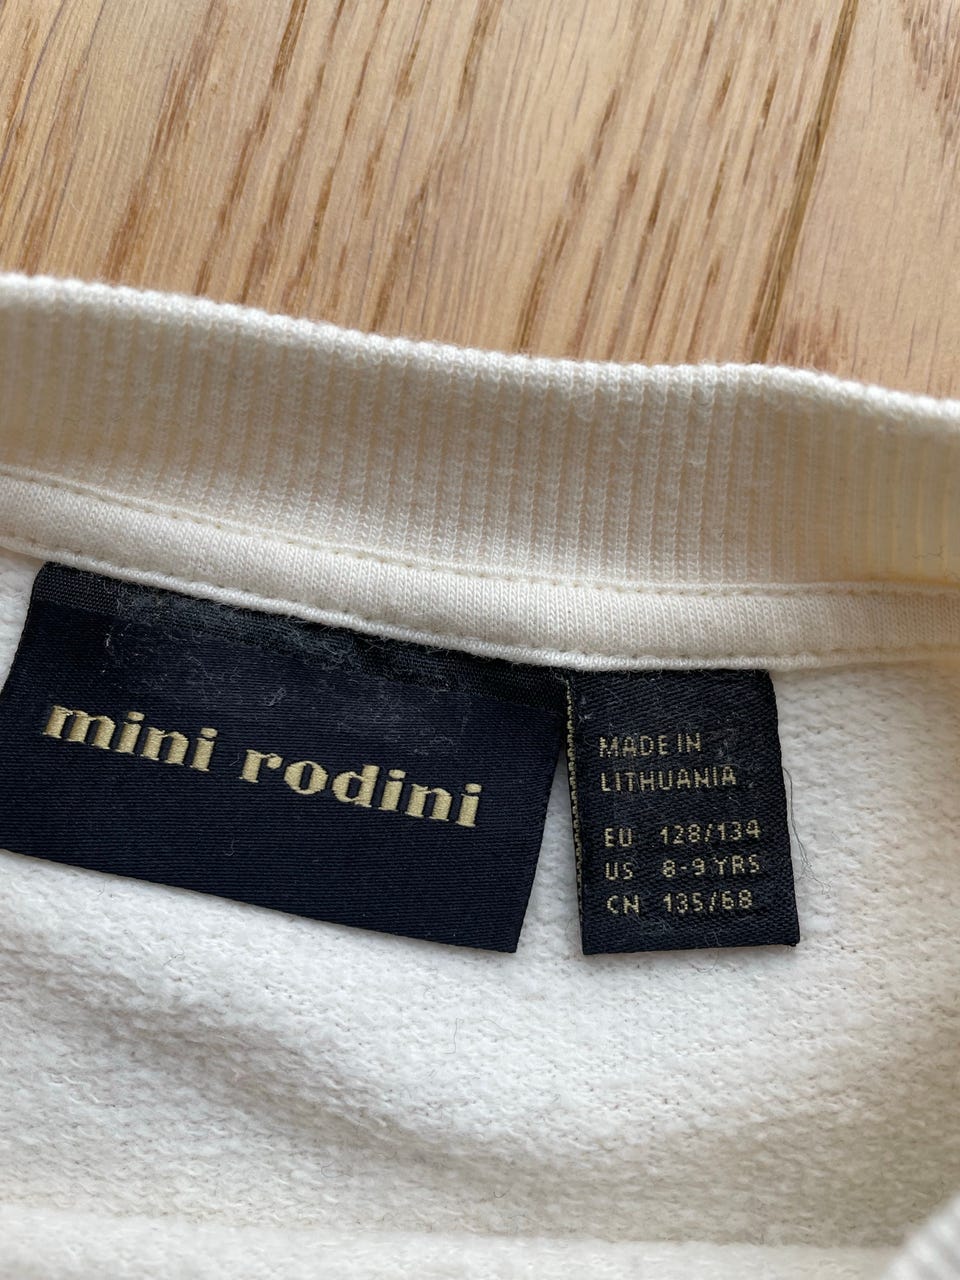 mini rodini
MADE IN
LITHUANIA
EU 128/134
US 8-9 YRS
CN 135/68